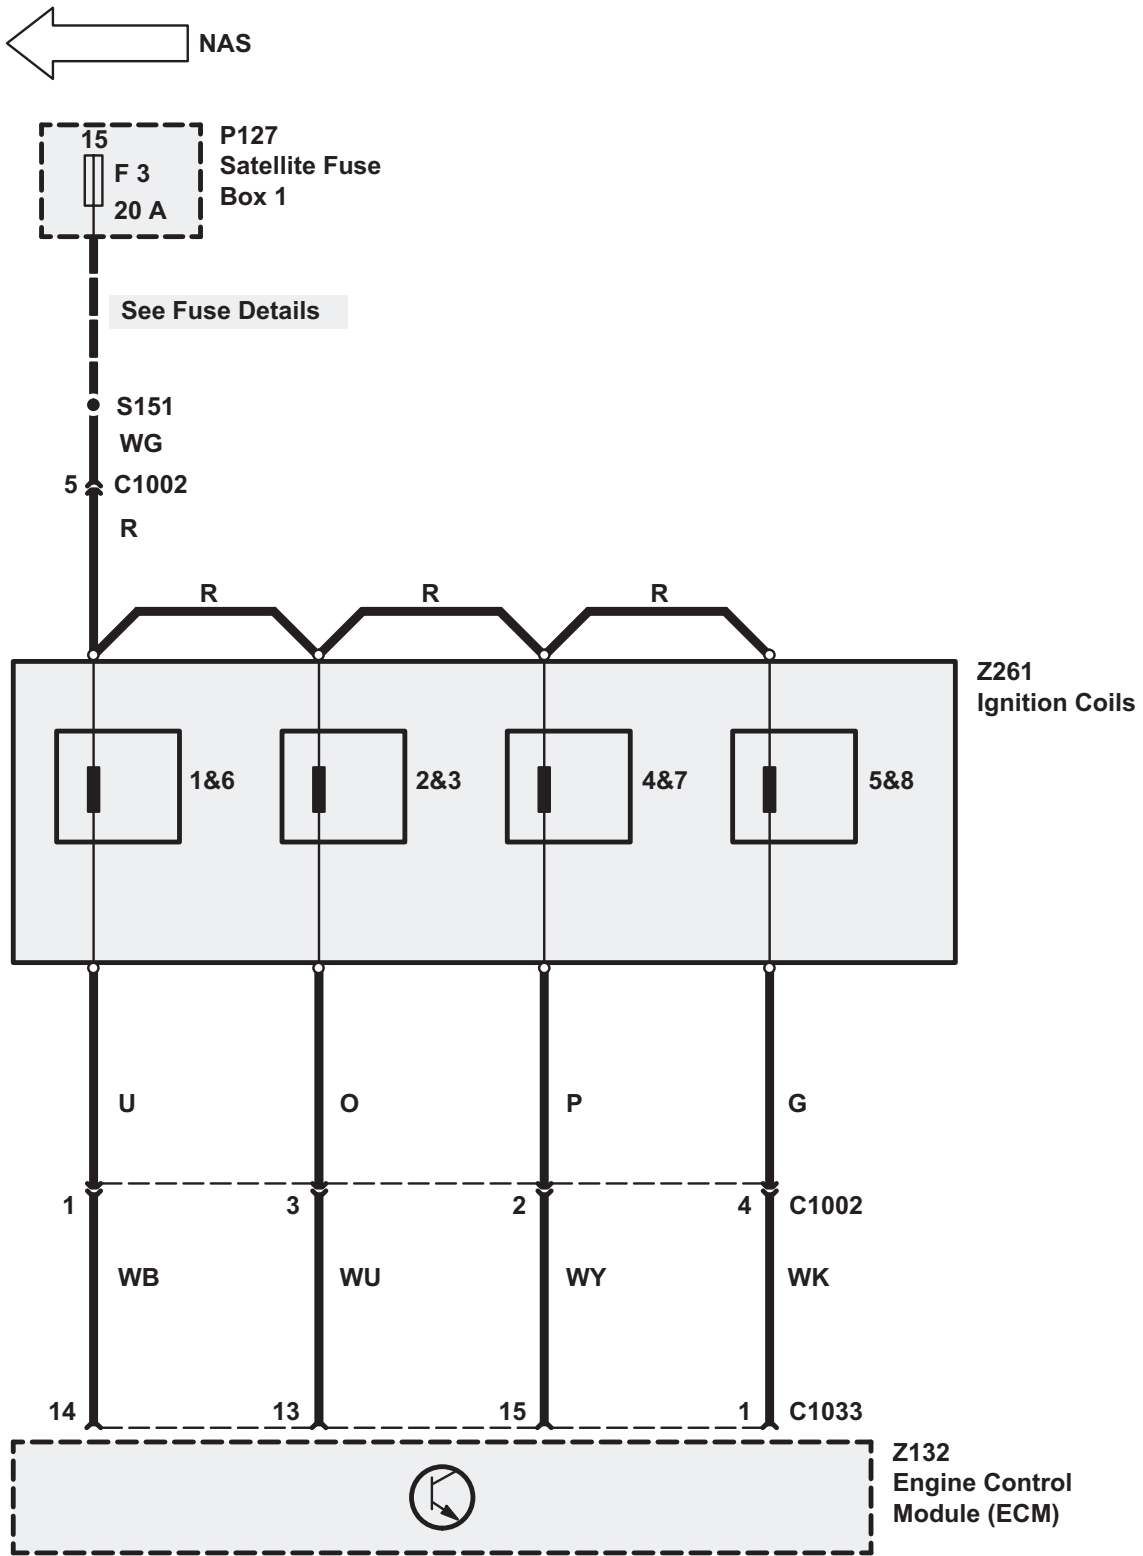 NAS
15
F 3
20 A
P127
Satellite Fuse
Box 1
See Fuse Details
S151
WG
5 C1002
R
R R R
Z261
Ignition Coils
1&6 2&3 4&7 5&8
U O P G
1 3 2 4 C1002
WB WU WY WK
14 13 15 1 C1033
Z132
Engine Control
Module (ECM)